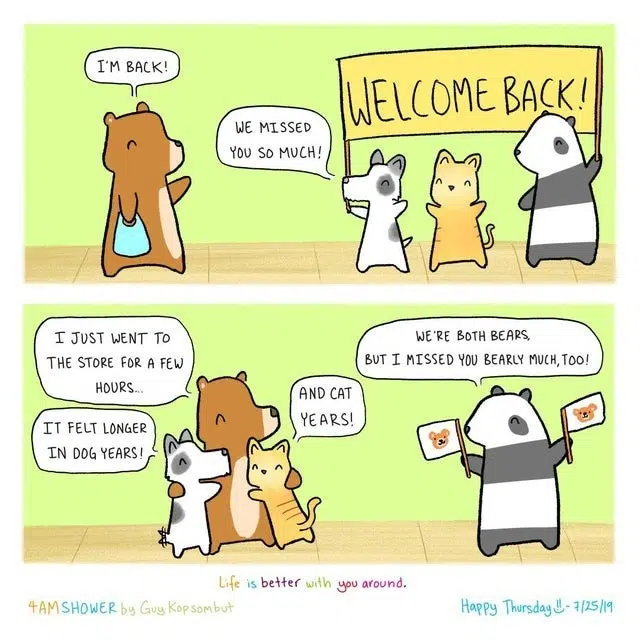 I'M BACK!
WE MISSED
YOU SO MUCH!
WELCOME BACK!
I JUST WENT TO
THE STORE FOR A FEW
HOURS...
IT FELT LONGER
IN DOG YEARS!
AND CAT
YEARS!
WE'RE BOTH BEARS,
BUT I MISSED YOU BEARLY MUCH, TOO!
Life is better with you around.
4AM SHOWER by Guy Kopsombut
Happy Thursday!! - 7/25/19